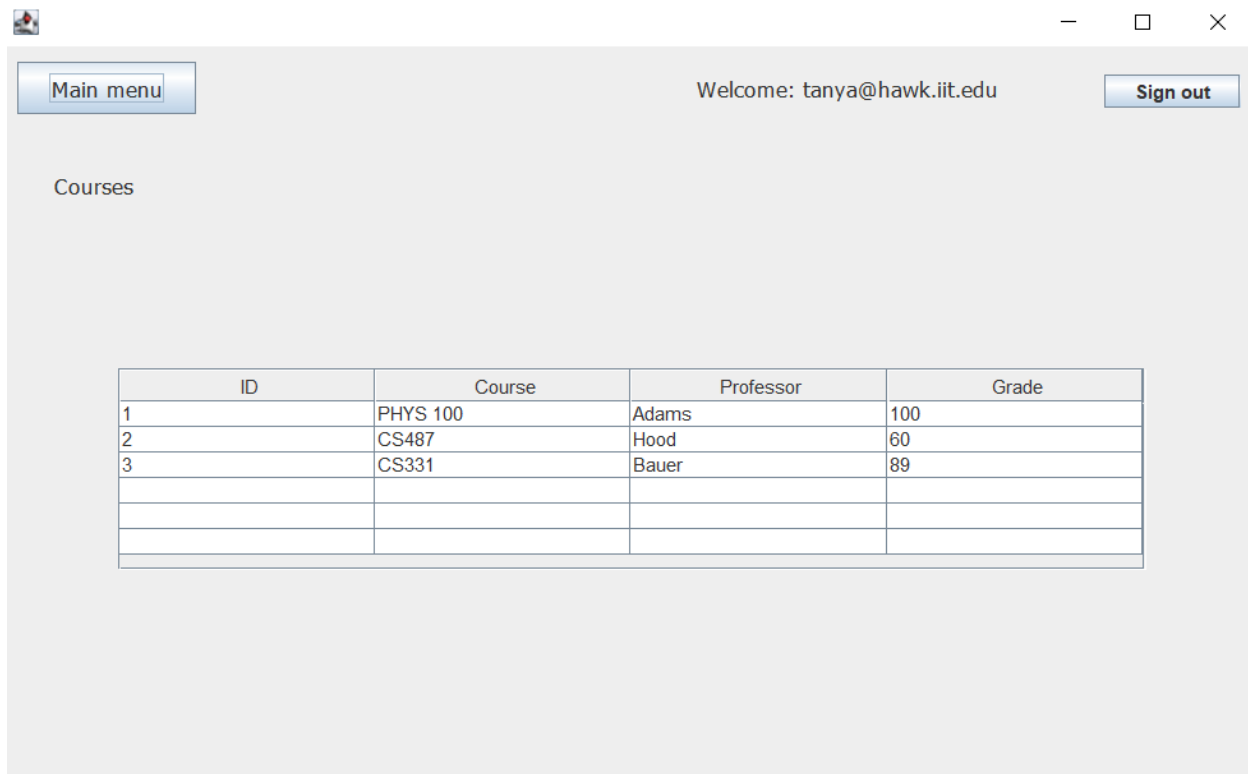 Main menu Welcome: tanya@hawk.iit.edu Sign out
Courses
ID Course Professor Grade
1 PHYS 100 Adams 100
2 CS487 Hood 60
3 CS331 Bauer 89